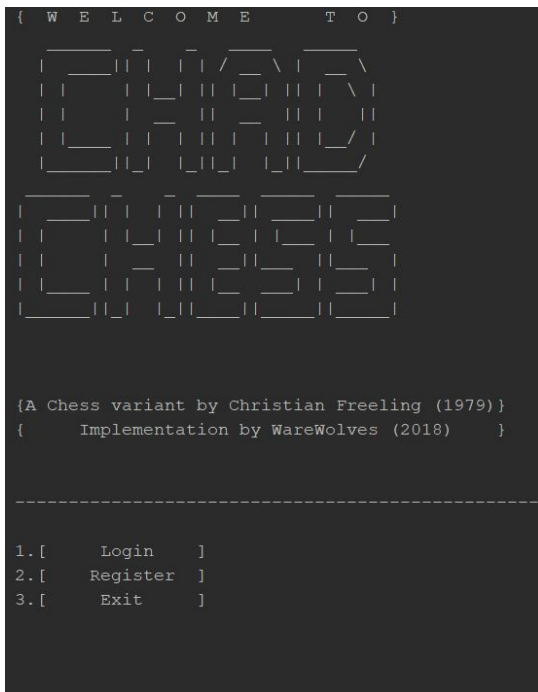 { W E L C O M E T O }
CHAD
CHESS
{A Chess variant by Christian Freeling (1979)}
{ Implementation by WareWolves (2018) }
1.[ Login ]
2.[ Register ]
3.[ Exit ]